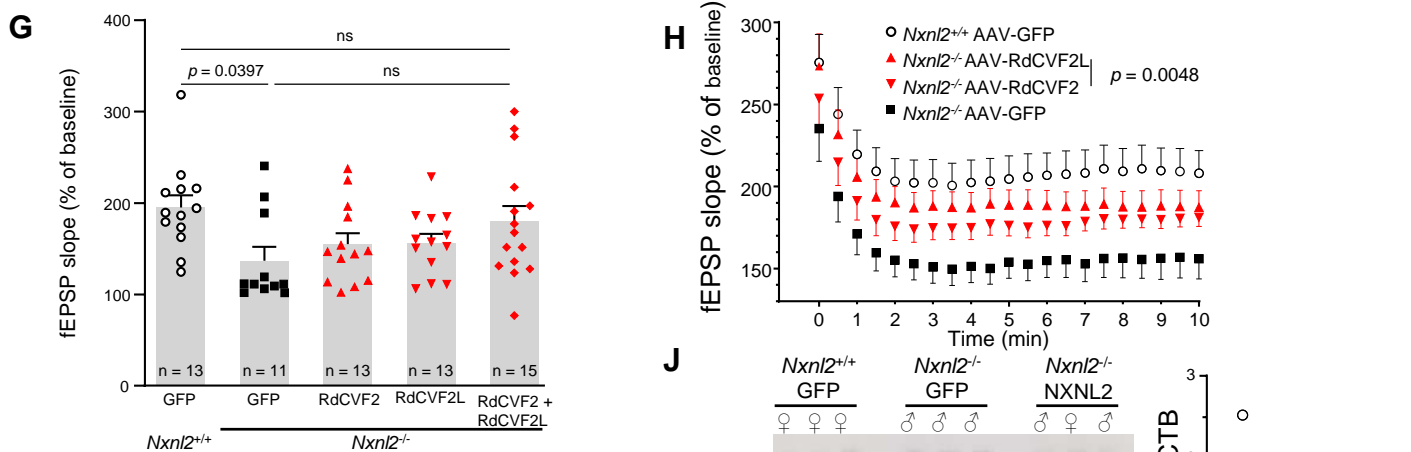 G
fEPSP slope (% of baseline)
400
300
200
100
0
ns
p = 0.0397
ns
n = 13
n = 11
n = 13
n = 13
n = 15
GFP
GFP
RdCVF2
RdCVF2L
RdCVF2 +
RdCVF2L
Nxnl2+/+
Nxnl2-/-
H
fEPSP slope (% of baseline)
300
250
200
150
Nxnl2+/+ AAV-GFP
Nxnl2-/- AAV-RdCVF2L
Nxnl2-/- AAV-RdCVF2
Nxnl2-/- AAV-GFP
p = 0.0048
0 1 2 3 4 5 6 7 8 9 10
Time (min)
J
Nxnl2+/+
GFP
Nxnl2-/-
GFP
Nxnl2-/-
NXNL2
♀ ♀ ♀
♂ ♂ ♂
♂ ♀ ♂
CTB
3